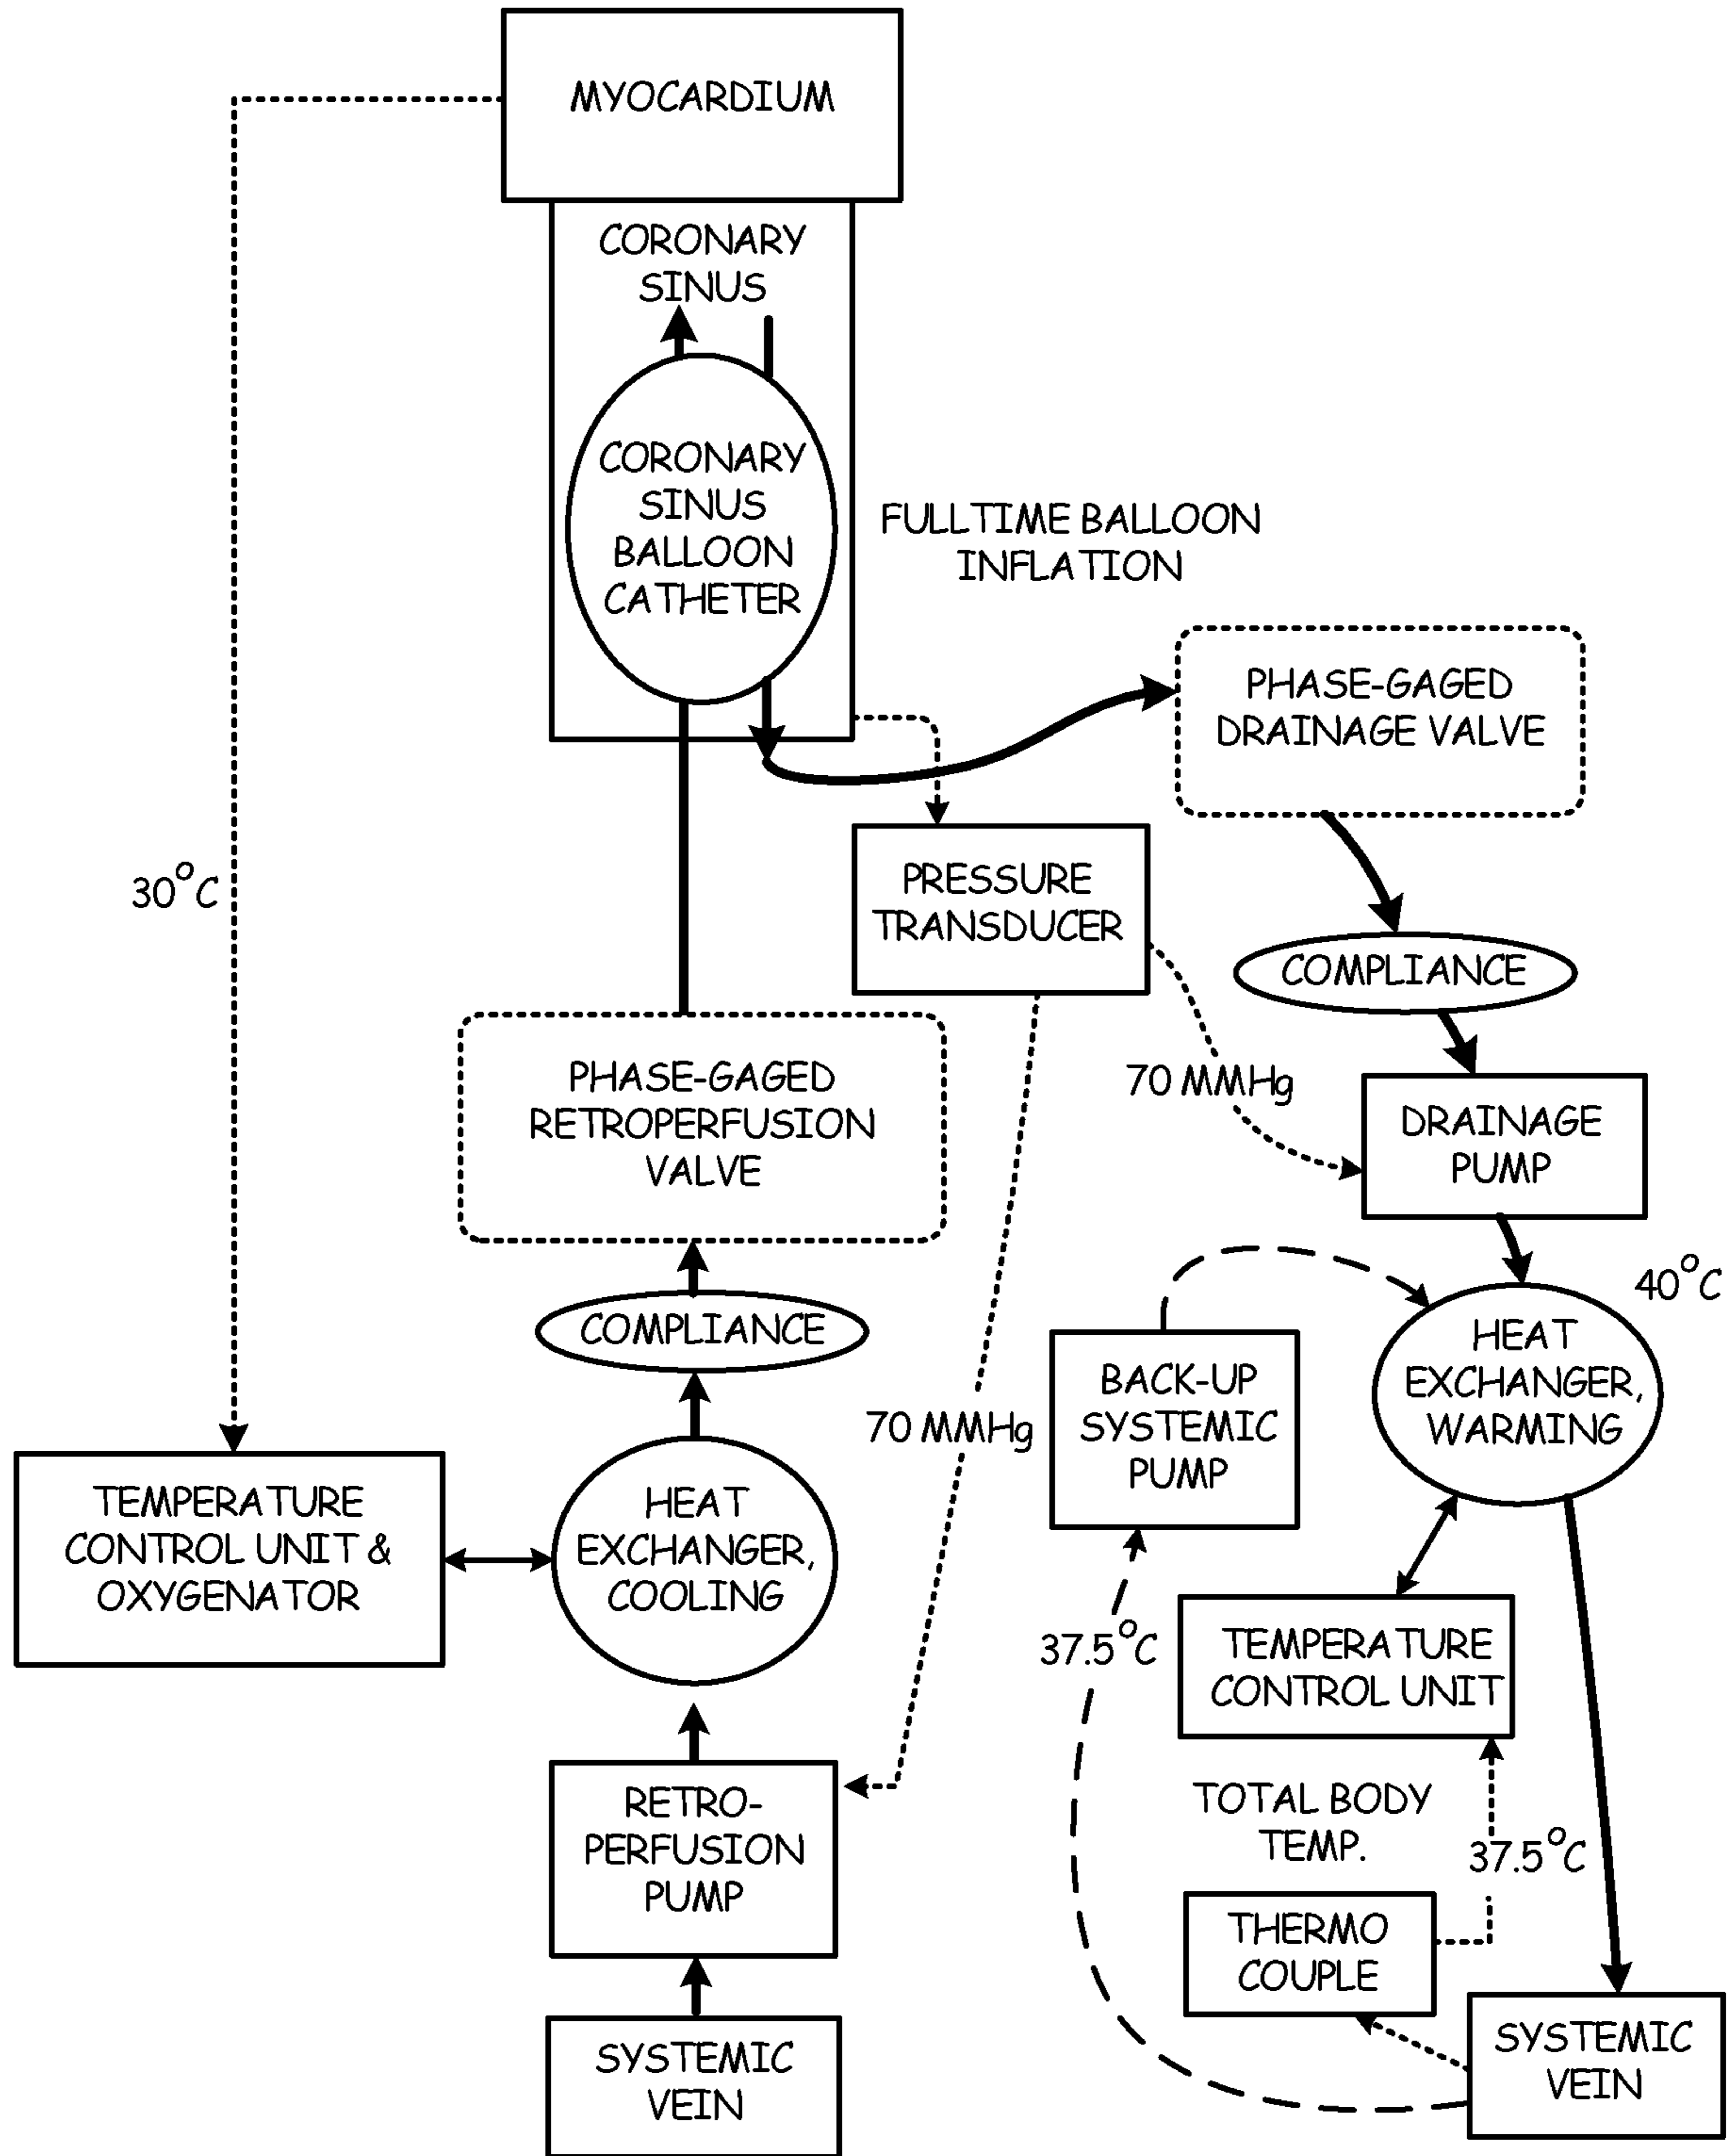 MYOCARDIUM
CORONARY
SINUS
CORONARY
SINUS
BALLOON
CATHETER
FULLTIME BALLOON
INFLATION
PHASE-GAGED
DRAINAGE VALVE
30°C
PRESSURE
TRANSDUCER
COMPLIANCE
PHASE-GAGED
RETROPERFUSION
VALVE
70 MMHg
DRAINAGE
PUMP
40°C
COMPLIANCE
HEAT
EXCHANGER,
WARMING
BACK-UP
SYSTEMIC
PUMP
70 MMHg
TEMPERATURE
CONTROL UNIT &
OXYGENATOR
HEAT
EXCHANGER,
COOLING
37.5°C
TEMPERATURE
CONTROL UNIT
RETRO-
PERFUSION
PUMP
TOTAL BODY
TEMP.
37.5°C
THERMO
COUPLE
SYSTEMIC
VEIN
SYSTEMIC
VEIN